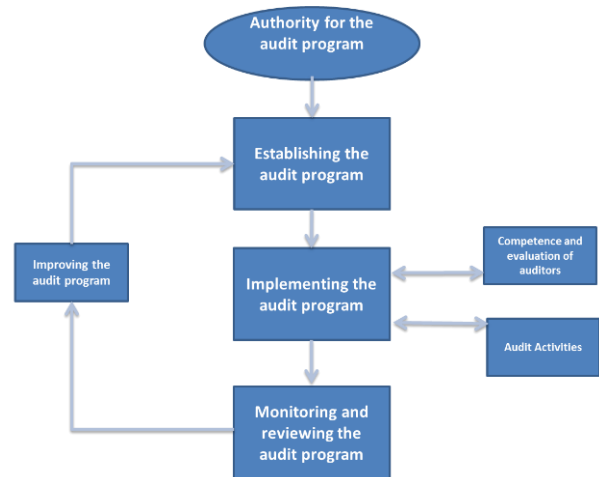 Authority for the
audit program
Establishing the
audit program
Improving the
audit program
Implementing the
audit program
Competence and
evaluation of
auditors
Audit Activities
Monitoring and
reviewing the
audit program